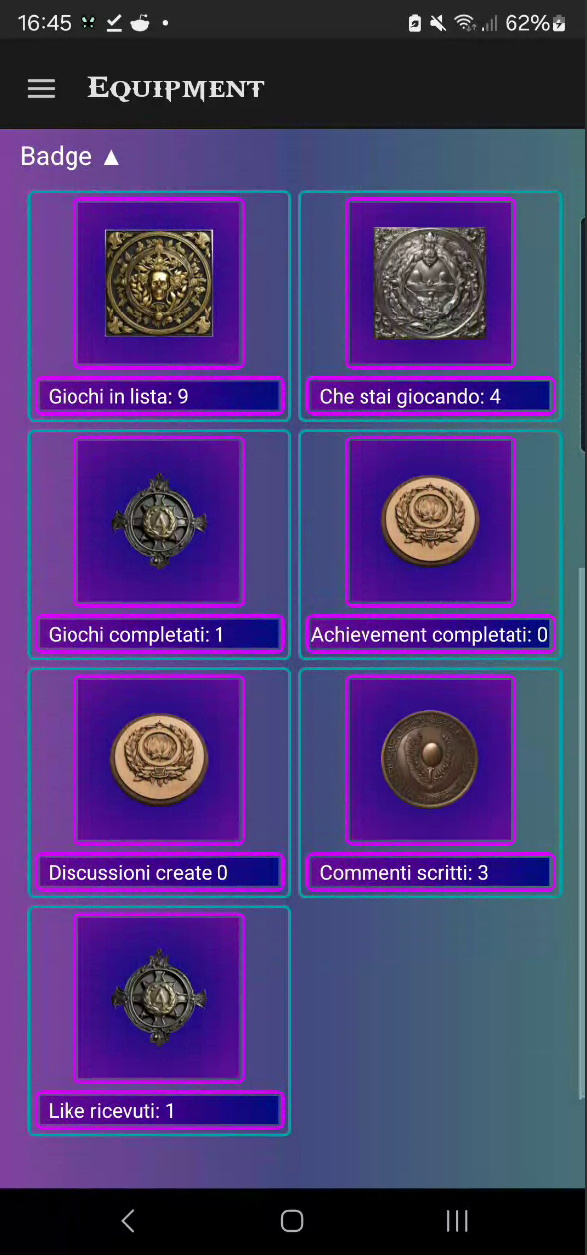 16:45
62%
Equipment
Badge ▲
Giochi in lista: 9
Che stai giocando: 4
Giochi completati: 1
Achievement completati: 0
Discussioni create 0
Commenti scritti: 3
Like ricevuti: 1